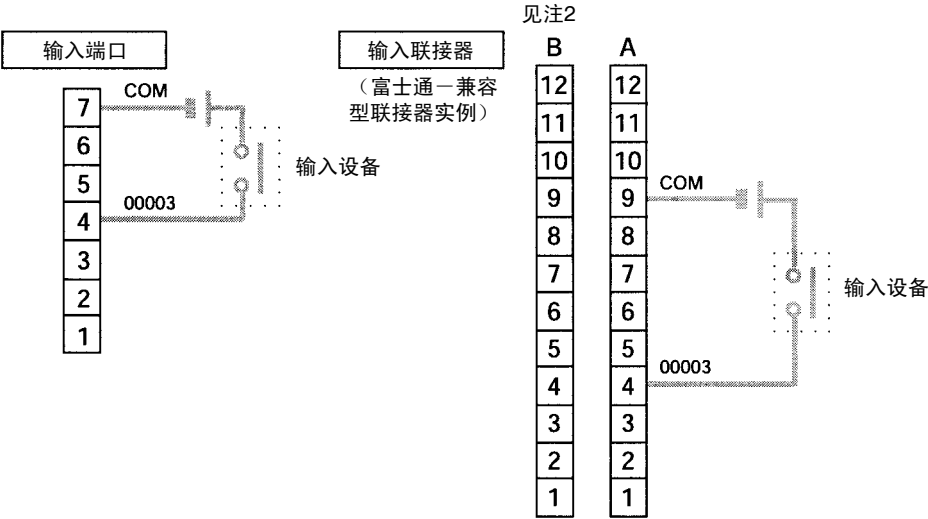 输入端口
COM
7
6
5
4
3
2
1
00003
输入设备
输入联接器
（富士通－兼容
型联接器实例）
见注2
B A
12 12
11 11
10 10
9 9
8 8
7 7
6 6
5 5
4 4
3 3
2 2
1 1
COM
00003
输入设备